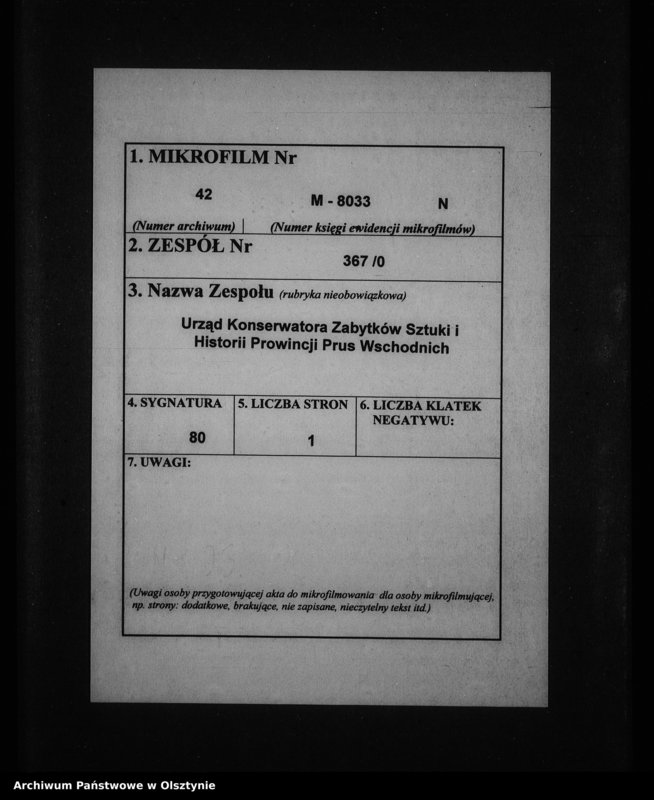 1. MIKROFILM Nr
42 M - 8033 N
(Numer archiwum) (Numer księgi ewidencji mikrofilmów)
2. ZESPÓŁ Nr
367 /0
3. Nazwa Zespołu (rubryka nieobowiązkowa)
Urząd Konserwatora Zabytków Sztuki i
Historii Prowincji Prus Wschodnich
4. SYGNATURA 5. LICZBA STRON 6. LICZBA KLATEK
NEGATYWU:
80 1
7. UWAGI:
(Uwagi osoby przygotowującej akta do mikrofilmowania dla osoby mikrofilmującej,
np. strony: dodatkowe, brakujące, nie zapisane, nieczytelny tekst itd.)
Archiwum Państwowe w Olsztynie